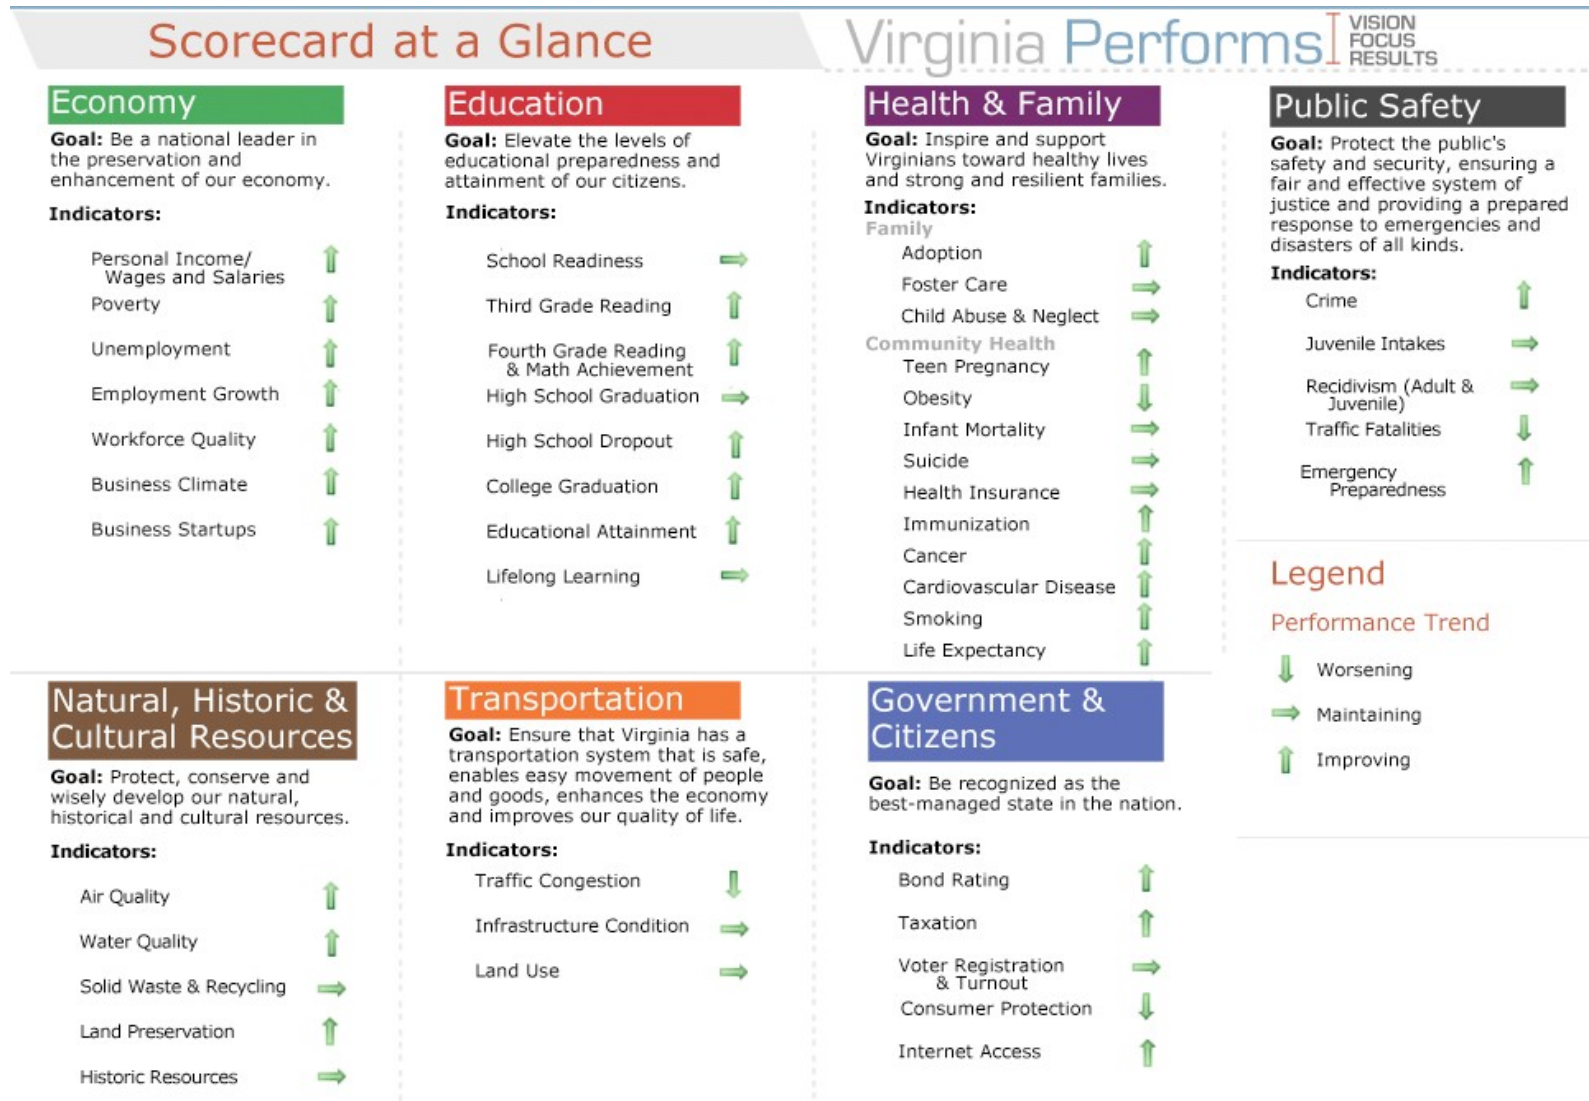 Scorecard at a Glance
Virginia Performs
VISION
FOCUS
RESULTS
Economy
Goal: Be a national leader in
the preservation and
enhancement of our economy.
Indicators:
Personal Income/
Wages and Salaries
Poverty
Unemployment
Employment Growth
Workforce Quality
Business Climate
Business Startups
Education
Goal: Elevate the levels of
educational preparedness and
attainment of our citizens.
Indicators:
School Readiness
Third Grade Reading
Fourth Grade Reading
& Math Achievement
High School Graduation
High School Dropout
College Graduation
Educational Attainment
Lifelong Learning
Health & Family
Goal: Inspire and support
Virginians toward healthy lives
and strong and resilient families.
Indicators:
Family
Adoption
Foster Care
Child Abuse & Neglect
Community Health
Teen Pregnancy
Obesity
Infant Mortality
Suicide
Health Insurance
Immunization
Cancer
Cardiovascular Disease
Smoking
Life Expectancy
Public Safety
Goal: Protect the public's
safety and security, ensuring a
fair and effective system of
justice and providing a prepared
response to emergencies and
disasters of all kinds.
Indicators:
Crime
Juvenile Intakes
Recidivism (Adult &
Juvenile)
Traffic Fatalities
Emergency
Preparedness
Legend
Performance Trend
Worsening
Maintaining
Improving
Natural, Historic &
Cultural Resources
Goal: Protect, conserve and
wisely develop our natural,
historical and cultural resources.
Indicators:
Air Quality
Water Quality
Solid Waste & Recycling
Land Preservation
Historic Resources
Transportation
Goal: Ensure that Virginia has a
transportation system that is safe,
enables easy movement of people
and goods, enhances the economy
and improves our quality of life.
Indicators:
Traffic Congestion
Infrastructure Condition
Land Use
Government &
Citizens
Goal: Be recognized as the
best-managed state in the nation.
Indicators:
Bond Rating
Taxation
Voter Registration
& Turnout
Consumer Protection
Internet Access